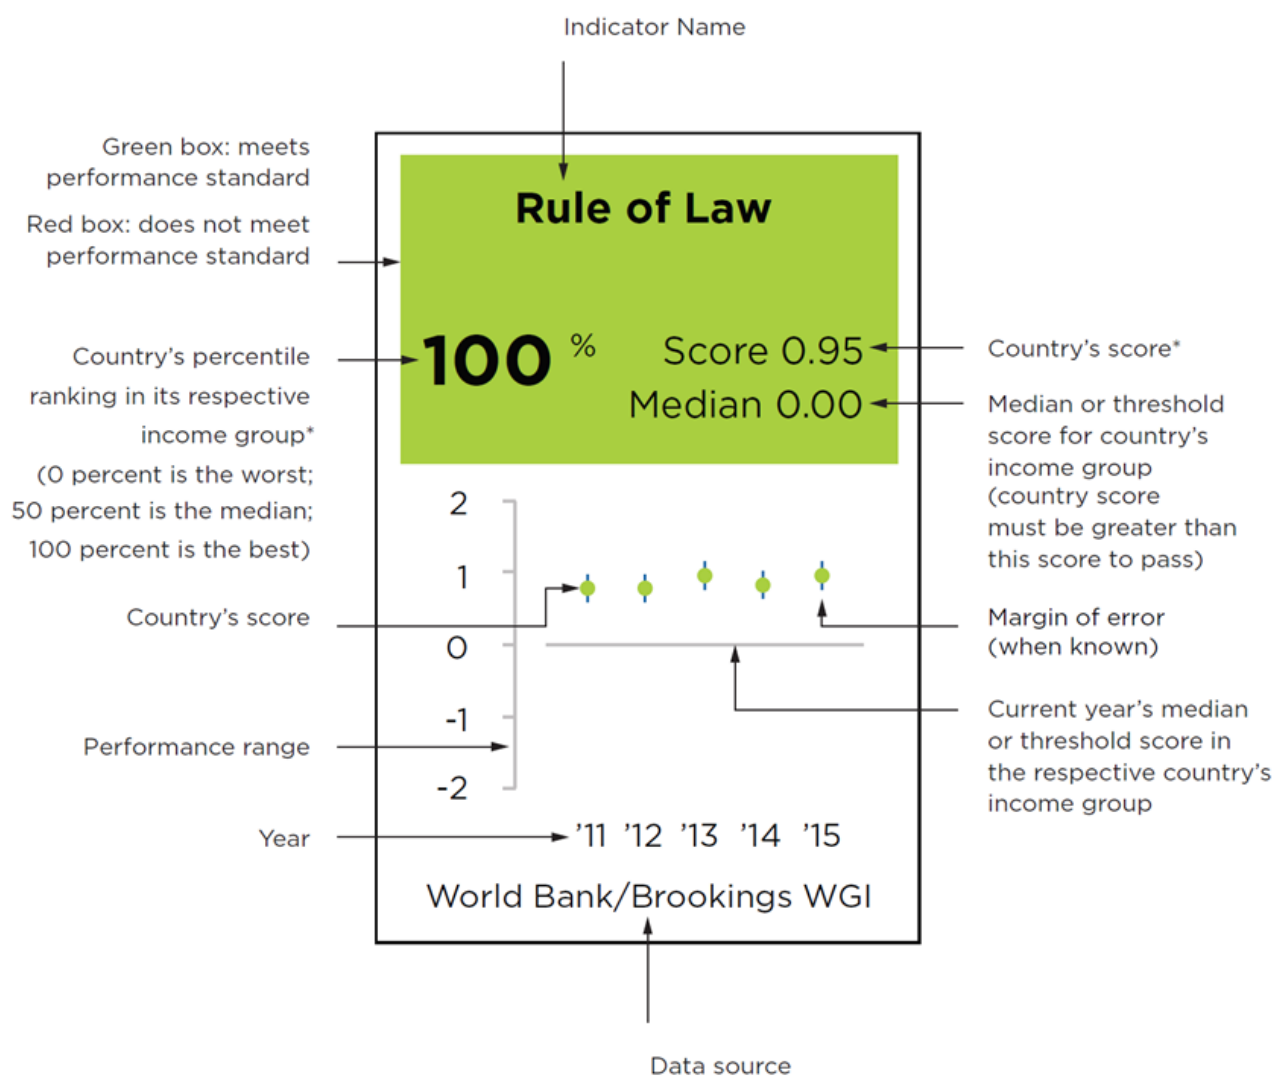 Indicator Name
Green box: meets
performance standard
Red box: does not meet
performance standard
Country’s percentile
ranking in its respective
income group*
(0 percent is the worst;
50 percent is the median;
100 percent is the best)
Country’s score
Performance range
Year
Rule of Law
100 %
Score 0.95
Median 0.00
2
1
0
-1
-2
’11 ’12 ’13 ’14 ’15
World Bank/Brookings WGI
Country’s score*
Median or threshold
score for country’s
income group
(country score
must be greater than
this score to pass)
Margin of error
(when known)
Current year’s median
or threshold score in
the respective country’s
income group
Data source